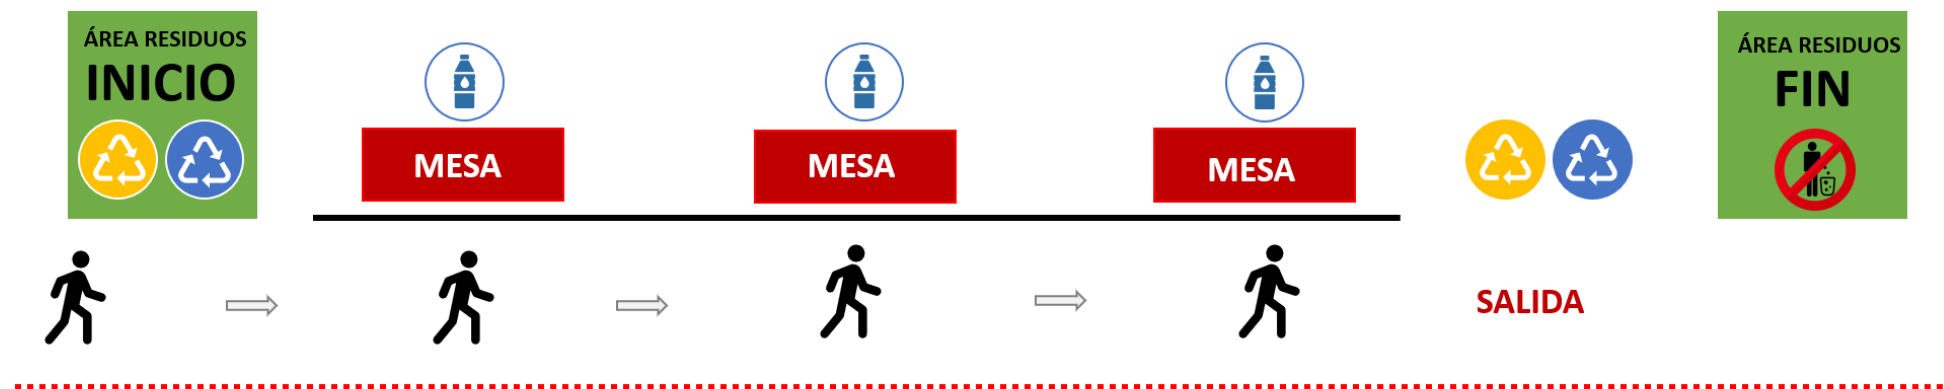 ÁREA RESIDUOS
INICIO
MESA
MESA
MESA
ÁREA RESIDUOS
FIN
SALIDA